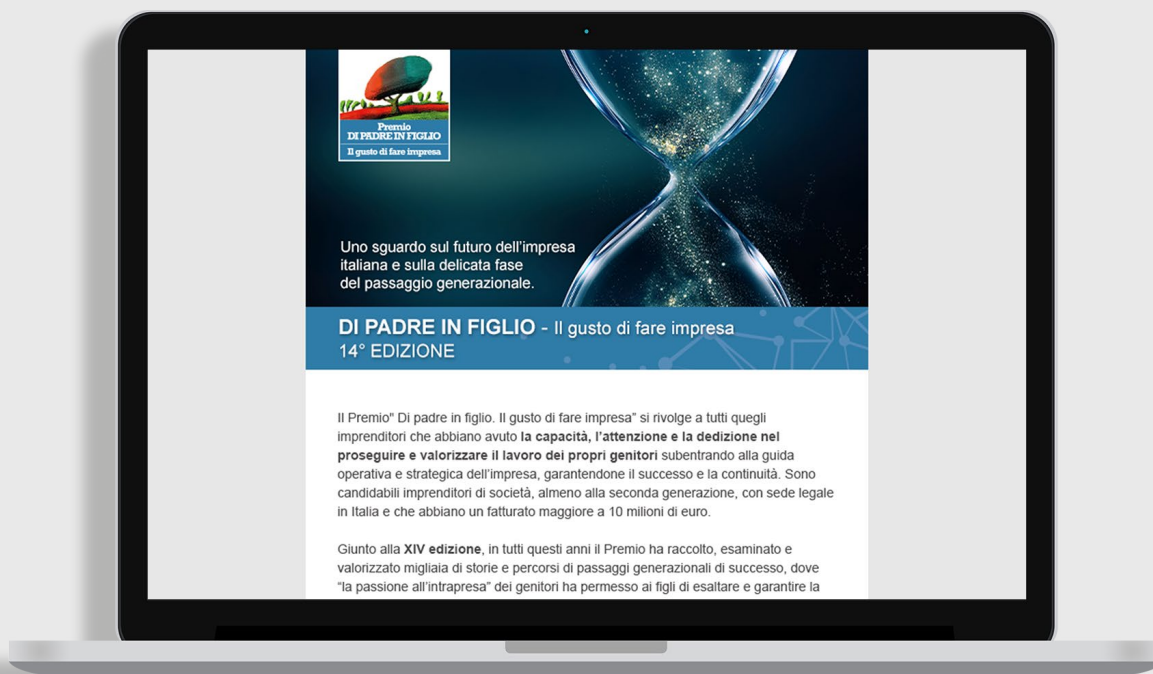 Premio
DI PADRE IN FIGLIO
Il gusto di fare impresa
Uno sguardo sul futuro dell'impresa
italiana e sulla delicata fase
del passaggio generazionale.
DI PADRE IN FIGLIO - Il gusto di fare impresa
14° EDIZIONE
Il Premio" Di padre in figlio. Il gusto di fare impresa” si rivolge a tutti quegli
imprenditori che abbiano avuto la capacità, l’attenzione e la dedizione nel
proseguire e valorizzare il lavoro dei propri genitori subentrando alla guida
operativa e strategica dell’impresa, garantendone il successo e la continuità. Sono
candidabili imprenditori di società, almeno alla seconda generazione, con sede legale
in Italia e che abbiano un fatturato maggiore a 10 milioni di euro.
Giunto alla XIV edizione, in tutti questi anni il Premio ha raccolto, esaminato e
valorizzato migliaia di storie e percorsi di passaggi generazionali di successo, dove
“la passione all’intrapresa” dei genitori ha permesso ai figli di esaltare e garantire la